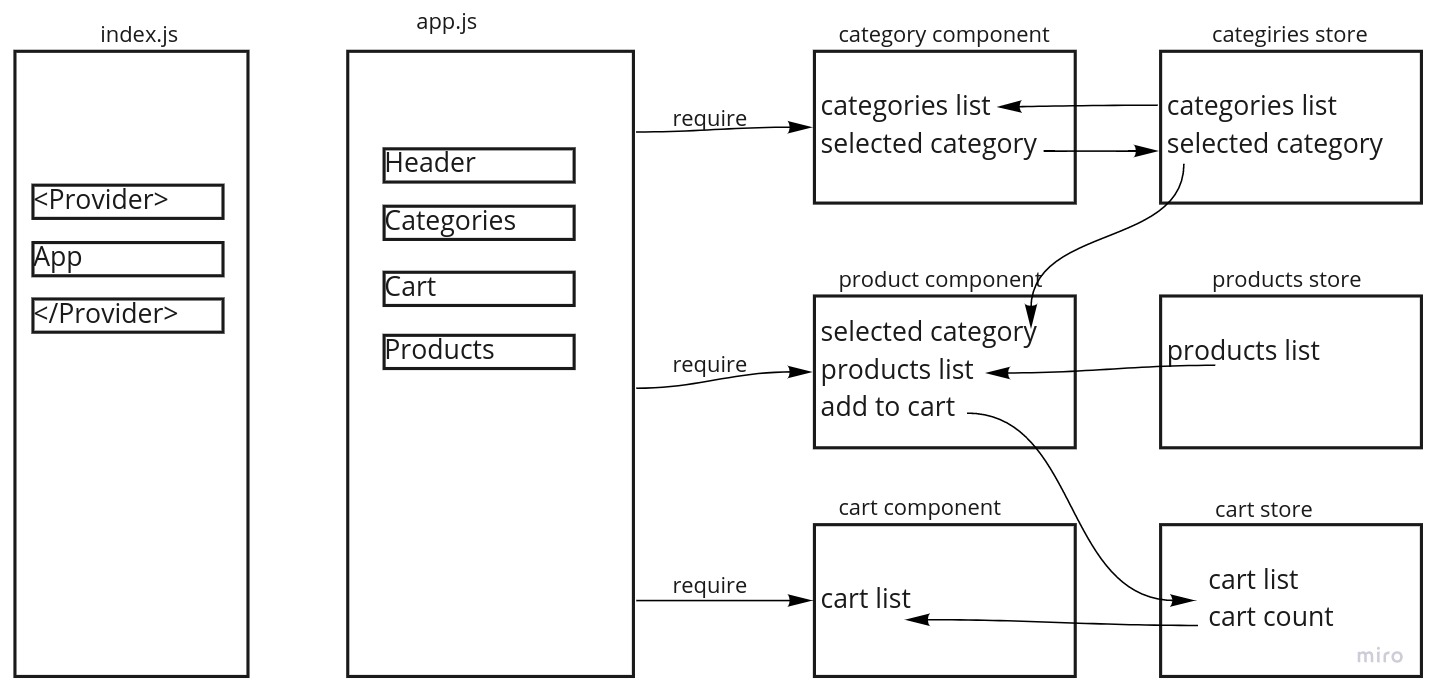 index.js
<Provider>
App
</Provider>
app.js
Header
Categories
Cart
Products
require
require
require
category component
categories list
selected category
categiries store
categories list
selected category
product component
selected category
products list
add to cart
products store
products list
cart component
cart list
cart store
cart list
cart count
miro